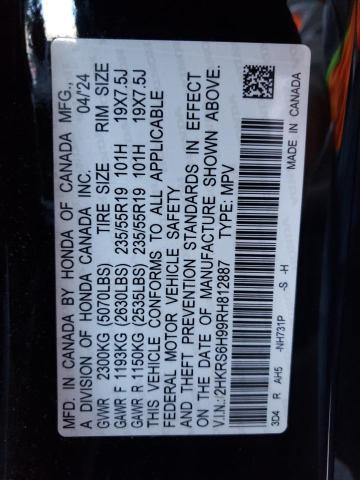 MFD. IN CANADA BY HONDA OF CANADA MFG.,
A DIVISION OF HONDA CANADA INC. 04/24
GVWR 2300KG (5070LBS) TIRE SIZE RIM SIZE
GAWR F 1193KG (2630LBS) 235/55R19 101H 19X7.5J
GAWR R 1150KG (2535LBS) 235/55R19 101H 19X7.5J
THIS VEHICLE CONFORMS TO ALL APPLICABLE
FEDERAL MOTOR VEHICLE SAFETY
AND THEFT PREVENTION STANDARDS IN EFFECT
ON THE DATE OF MANUFACTURE SHOWN ABOVE.
V.I.N.: 2HKRS6H99RH812887 TYPE: MPV
3D4 R AH5 -NH731P -S -H MADE IN CANADA